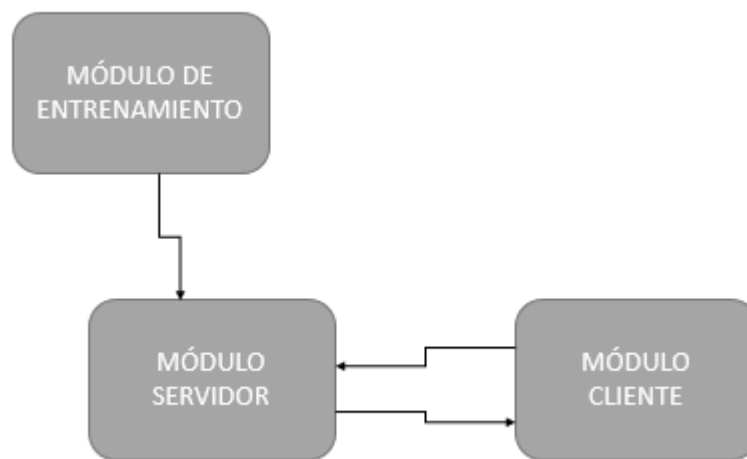 MÓDULO DE
ENTRENAMIENTO
MÓDULO
SERVIDOR
MÓDULO
CLIENTE